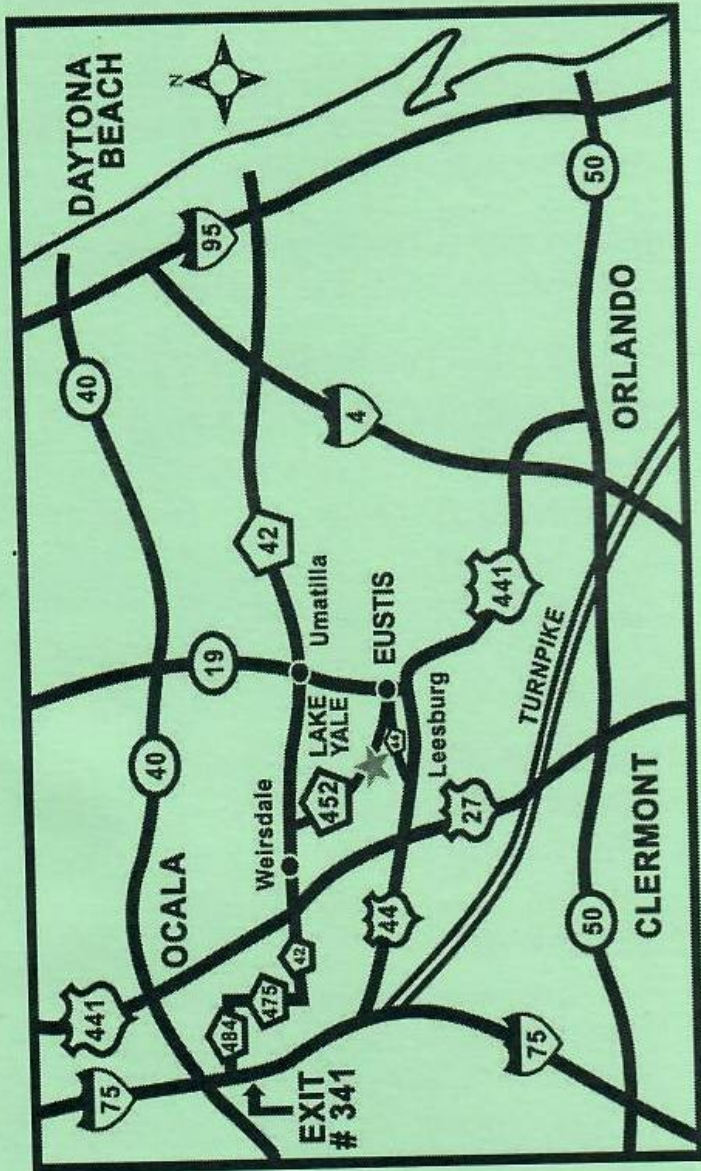 DAYTONA
BEACH
N
95
40
50
4
ORLANDO
42
Umatilla
19
EUSTIS
441
TURNPIKE
LAKE
YALE
44
Leesburg
40
452
Weirsdale
27
OCALA
42
44
50
CLERMONT
441
475
484
75
75
EXIT
# 341